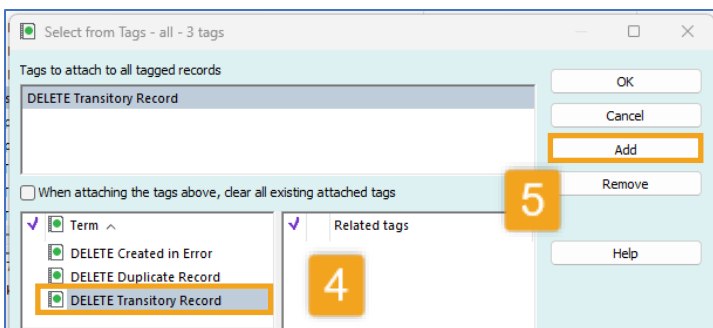 Select from Tags - all - 3 tags
Tags to attach to all tagged records
DELETE Transitory Record
OK
Cancel
Add
Remove
Help
When attaching the tags above, clear all existing attached tags
5
Term
Related tags
DELETE Created in Error
DELETE Duplicate Record
DELETE Transitory Record
4